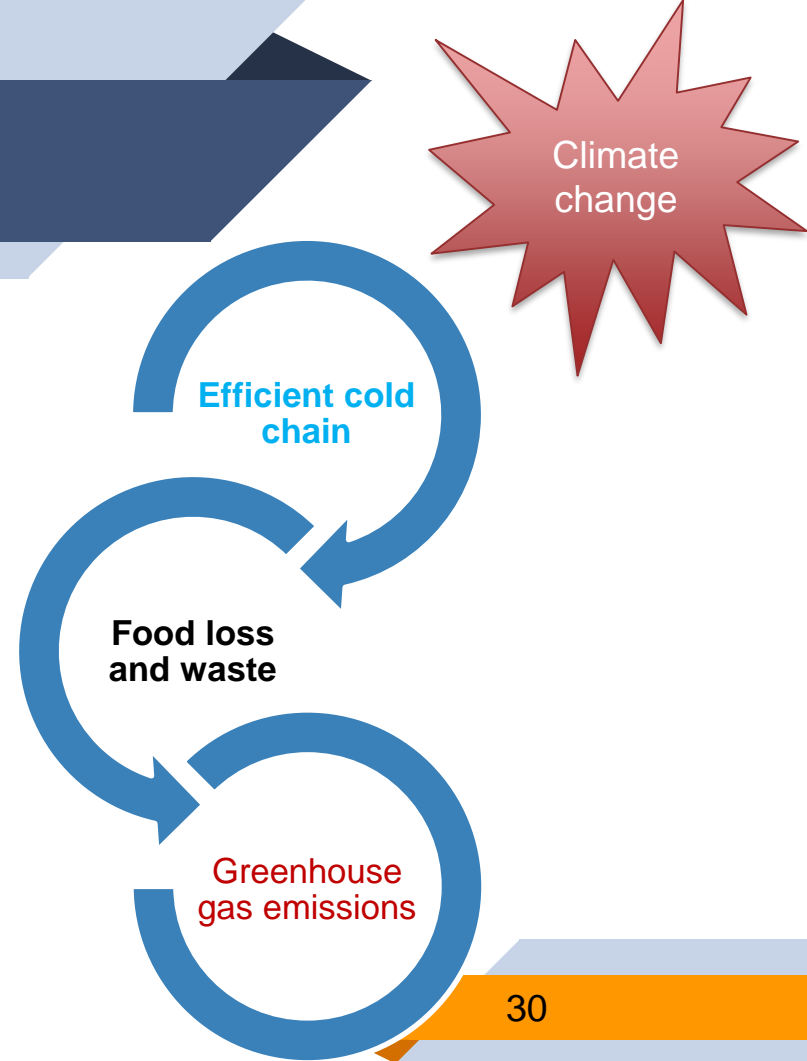 Climate
change
Efficient cold
chain
Food loss
and waste
Greenhouse
gas emissions
30